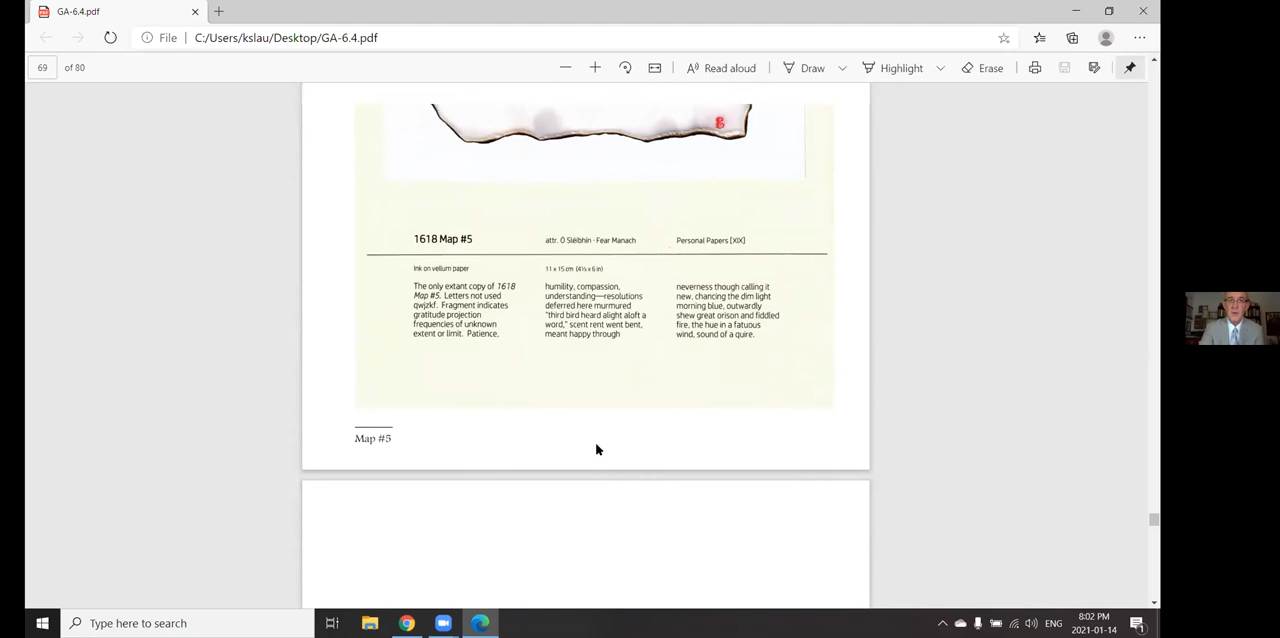 GA-6.4.pdf
File C:/Users/kslau/Desktop/GA-6.4.pdf
69 of 80
Read aloud Draw Highlight Erase
8
1618 Map #5
attr. Ó Sléibhín · Fear Manach
Personal Papers [XIX]
Ink on vellum paper
The only extant copy of 1618
Map #5. Letters not used
qwjzkf. Fragment indicates
gratitude projection
frequencies of unknown
extent or limit. Patience,
11 x 15 cm (4⅓ x 6 in)
humility, compassion,
understanding—resolutions
deferred here murmured
"third bird heard alight aloft a
word," scent rent went bent,
meant happy through
neverness though calling it
new, chancing the dim light
morning blue, outwardly
shew great orison and fiddled
fire, the hue in a fatuous
wind, sound of a quire.
Map #5
Type here to search
ENG
8:02 PM
2021-01-14
1